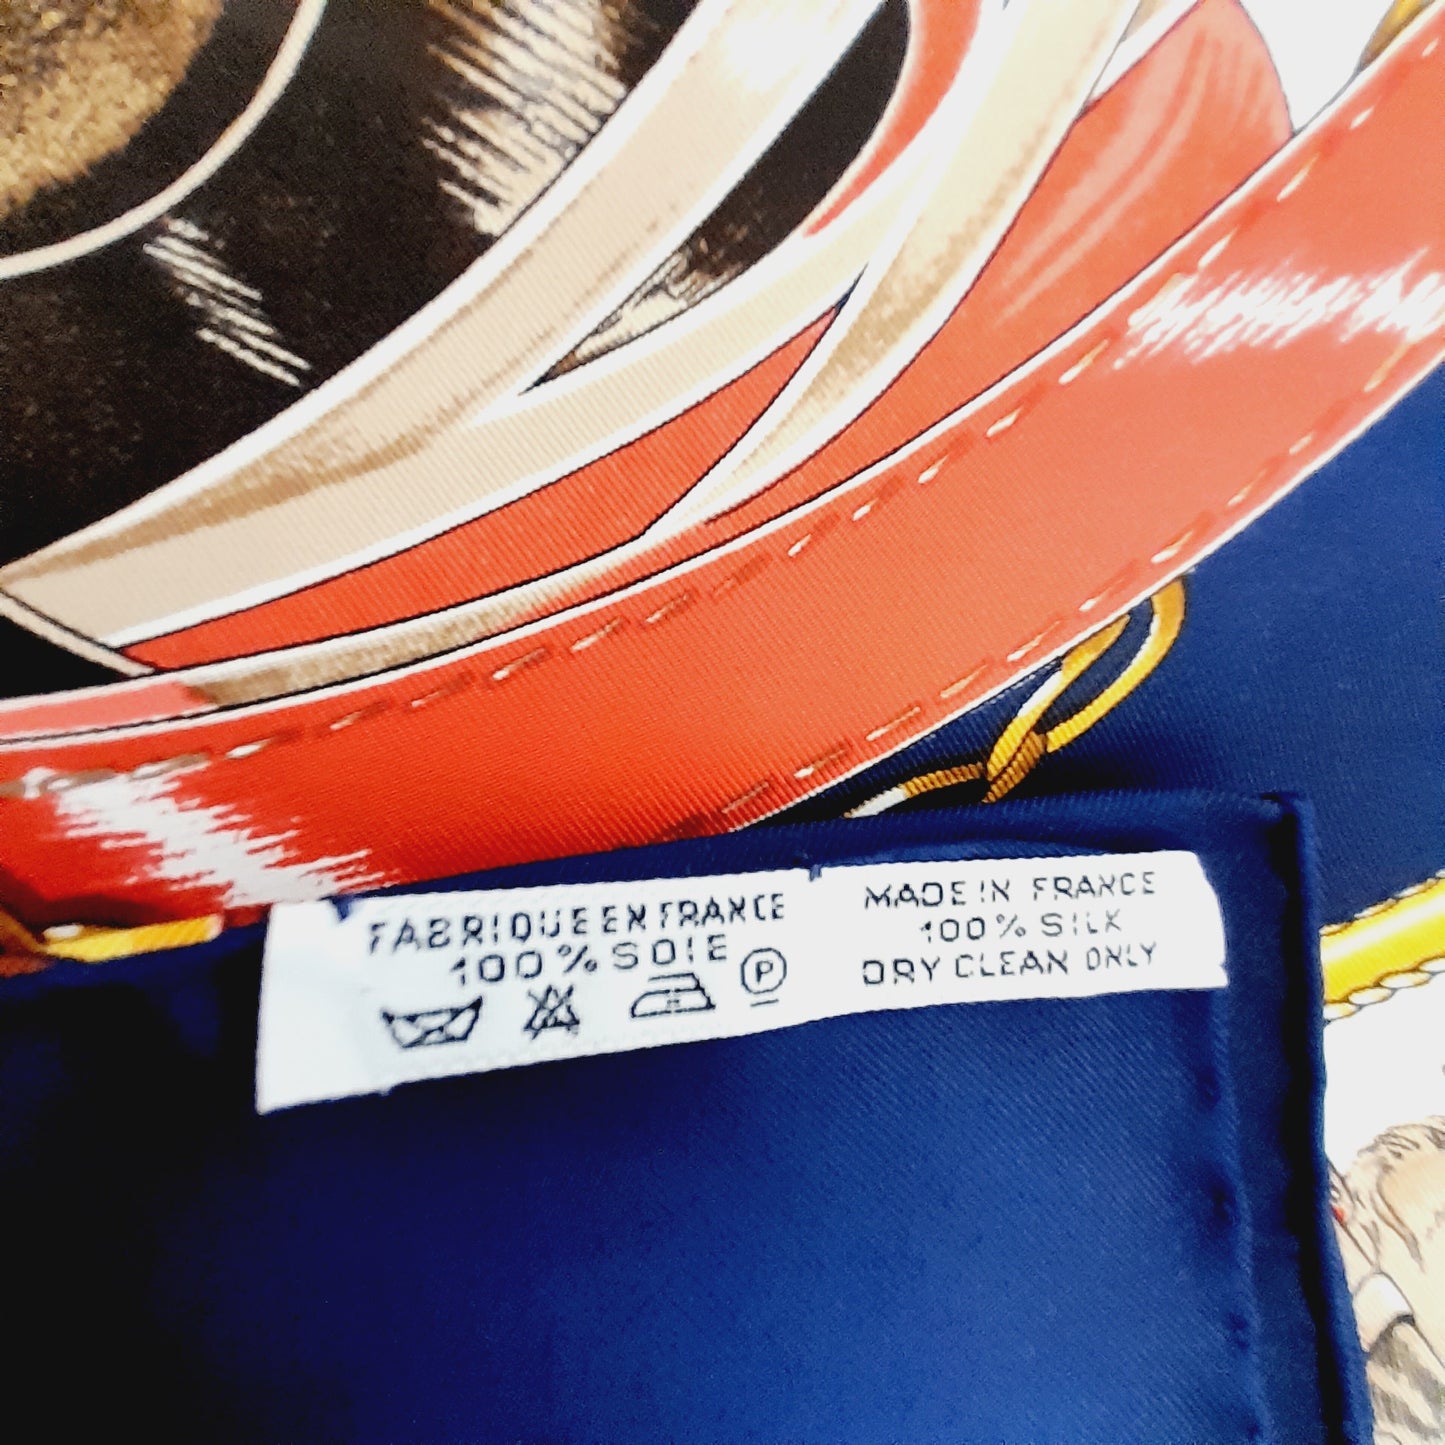 FABRIQUE EN FRANCE
100% SOIE
P
MADE IN FRANCE
100% SILK
DRY CLEAN ONLY